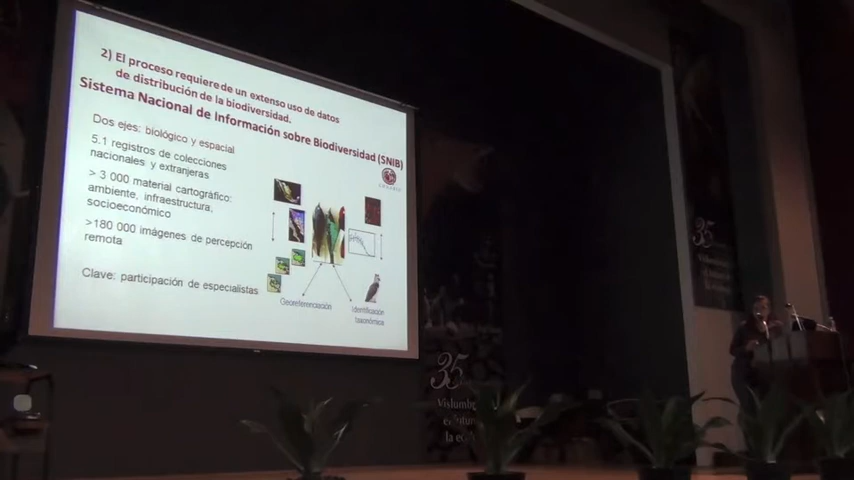 2) El proceso requiere de un extenso uso de datos
de distribución de la biodiversidad.
Sistema Nacional de Información sobre Biodiversidad (SNIB)
Dos ejes: biológico y espacial
5.1 registros de colecciones
nacionales y extranjeras
> 3 000 material cartográfico:
ambiente, infraestructura,
socioeconómico
>180 000 imágenes de percepción
remota
Clave: participación de especialistas
Georeferenciación
Identificación
taxonómica
35
35